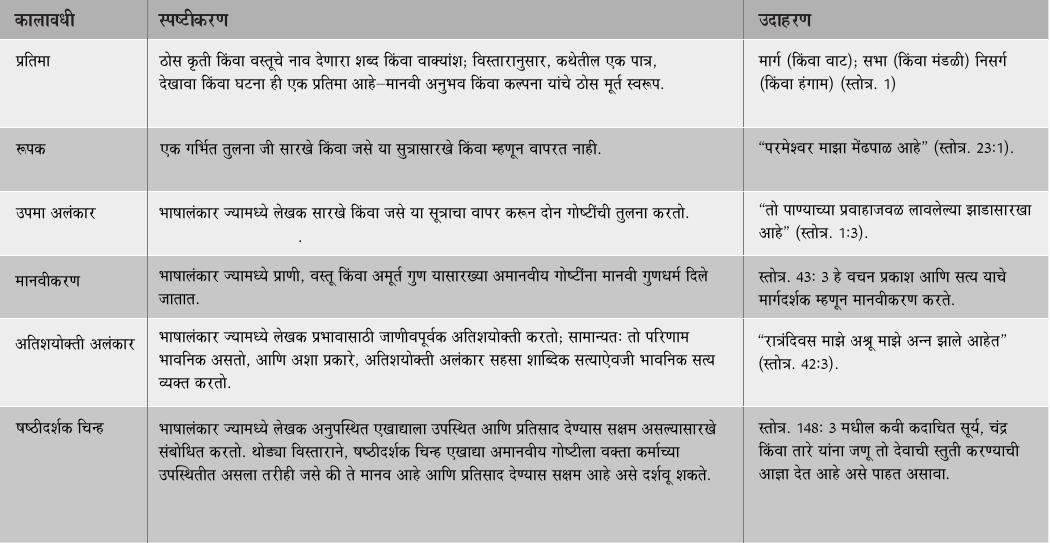 कालावधी स्पष्टीकरण उदाहरण
प्रतिमा
ठोस कृती किंवा वस्तूचे नाव देणारा शब्द किंवा वाक्यांश; विस्तारानुसार, कथेतील एक पात्र,
देखावा किंवा घटना ही एक प्रतिमा आहे–मानवी अनुभव किंवा कल्पना यांचे ठोस मूर्त स्वरूप.
मार्ग (किंवा वाट); सभा (किंवा मंडळी) निसर्ग
(किंवा हंगाम) (स्तोत्र. 1)
रूपक
एक गर्भित तुलना जी सारखे किंवा जसे या सुत्रासारखे किंवा म्हणून वापरत नाही.
“परमेश्वर माझा मेंढपाळ आहे” (स्तोत्र. 23:1).
उपमा अलंकार
भाषालंकार ज्यामध्ये लेखक सारखे किंवा जसे या सूत्राचा वापर करून दोन गोष्टींची तुलना करतो.
.
“तो पाण्याच्या प्रवाहाजवळ लावलेल्या झाडासारखा
आहे” (स्तोत्र. 1:3).
मानवीकरण
भाषालंकार ज्यामध्ये प्राणी, वस्तू किंवा अमूर्त गुण यासारख्या अमानवीय गोष्टींना मानवी गुणधर्म दिले
जातात.
स्तोत्र. 43: 3 हे वचन प्रकाश आणि सत्य याचे
मार्गदर्शक म्हणून मानवीकरण करते.
अतिशयोक्ती अलंकार
भाषालंकार ज्यामध्ये लेखक प्रभावासाठी जाणीवपूर्वक अतिशयोक्ती करतो; सामान्यतः तो परिणाम
भावनिक असतो, आणि अशा प्रकारे, अतिशयोक्ती अलंकार सहसा शाब्दिक सत्याऐवजी भावनिक सत्य
व्यक्त करतो.
“रात्रंदिवस माझे अश्रू माझे अन्न झाले आहेत”
(स्तोत्र. 42:3).
षष्ठीदर्शक चिन्ह
भाषालंकार ज्यामध्ये लेखक अनुपस्थित एखाद्याला उपस्थित आणि प्रतिसाद देण्यास सक्षम असल्यासारखे
संबोधित करतो. थोड्या विस्ताराने, षष्ठीदर्शक चिन्ह एखाद्या अमानवीय गोष्टीला वक्ता कर्माच्या
उपस्थितीत असला तरीही जसे की ते मानव आहे आणि प्रतिसाद देण्यास सक्षम आहे असे दर्शवू शकते.
स्तोत्र. 148: 3 मधील कवी कदाचित सूर्य, चंद्र
किंवा तारे यांना जणू तो देवाची स्तुती करण्याची
आज्ञा देत आहे असे पाहत असावा.